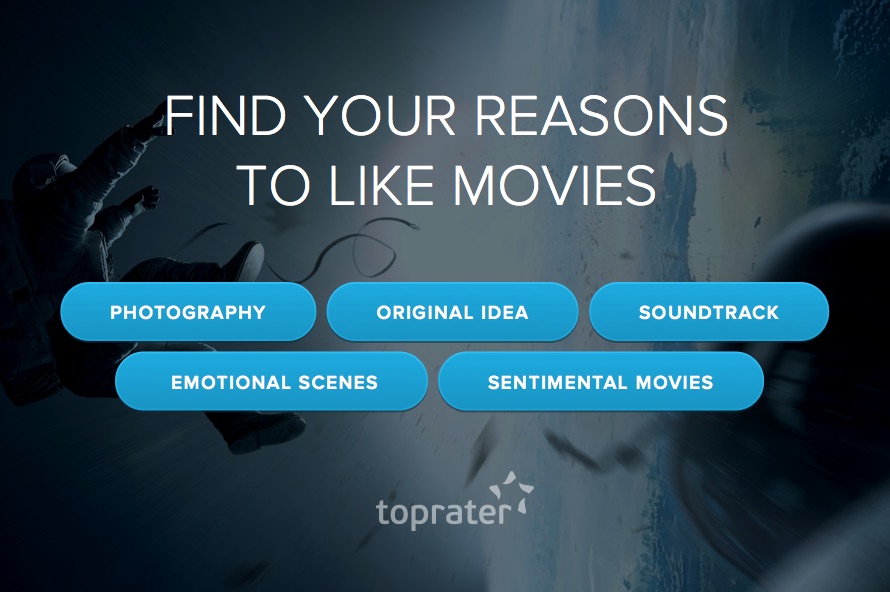 FIND YOUR REASONS
TO LIKE MOVIES
PHOTOGRAPHY
ORIGINAL IDEA
SOUNDTRACK
EMOTIONAL SCENES
SENTIMENTAL MOVIES
toprater